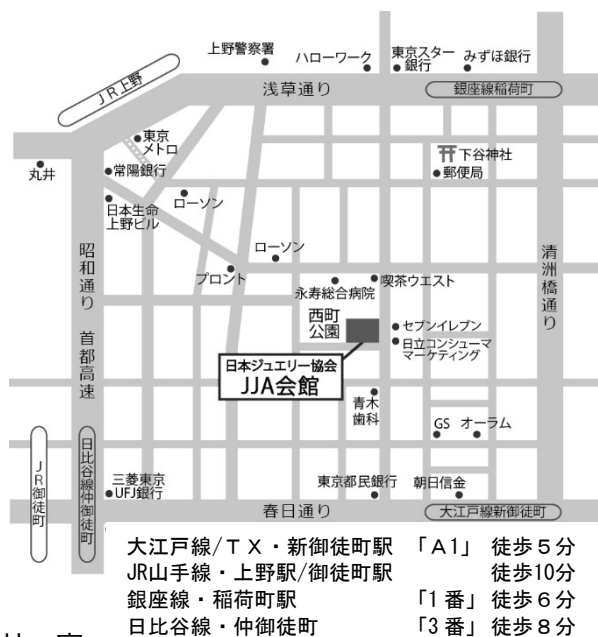 上野警察署
ハローワーク
東京スター
銀行
みずほ銀行
JR上野
浅草通り
銀座線稲荷町
東京
メトロ
丸井
常陽銀行
下谷神社
郵便局
日本生命
上野ビル
ローソン
昭和通り 首都高速
ローソン
プロント
永寿総合病院
喫茶ウエスト
清洲橋通り
西町
公園
セブンイレブン
日立コンシューマ
マーケティング
日本ジュエリー協会
JJA会館
青木
歯科
GS
オーラム
JR御徒町
日比谷線仲御徒町
三菱東京
UFJ銀行
東京都民銀行
朝日信金
春日通り
大江戸線新御徒町
大江戸線/TX・新御徒町駅 「A1」 徒歩5分
JR山手線・上野駅/御徒町駅 徒歩10分
銀座線・稲荷町駅 「1番」 徒歩6分
日比谷線・仲御徒町 「3番」 徒歩8分